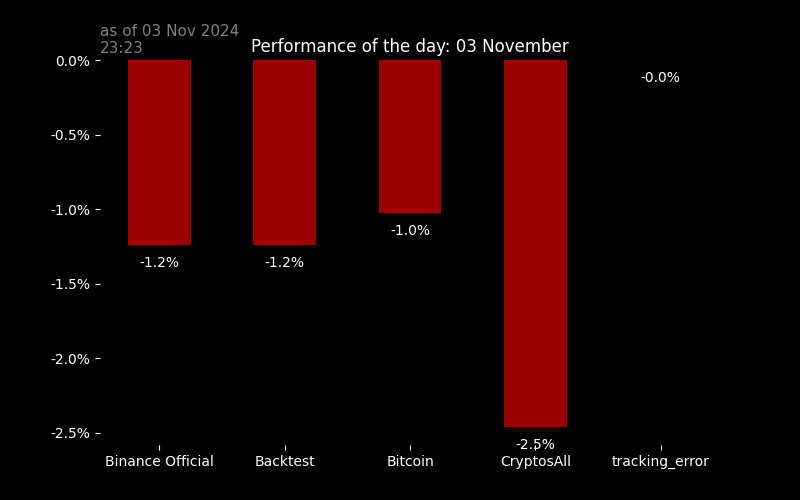 as of 03 Nov 2024
23:23
Performance of the day: 03 November
0.0%
-0.5%
-1.0%
-1.5%
-2.0%
-2.5%
-1.2%
-1.2%
-1.0%
-2.5%
-0.0%
Binance Official
Backtest
Bitcoin
CryptosAll
tracking_error